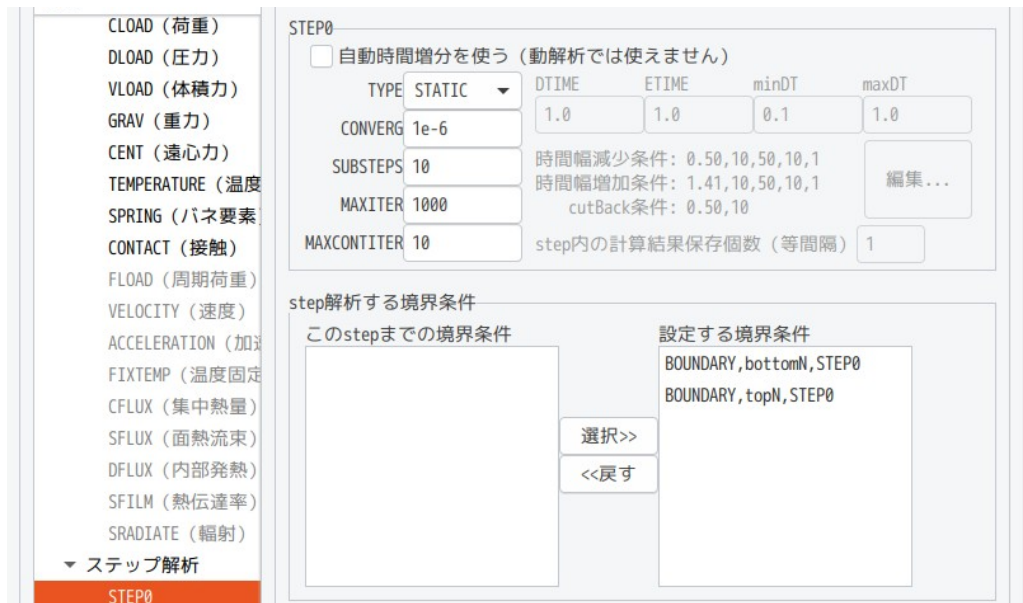 CLOAD (荷重)
DLOAD (圧力)
VLOAD (体積力)
GRAV (重力)
CENT (遠心力)
TEMPERATURE (温度
SPRING (バネ要素
CONTACT (接触)
FLOAD (周期荷重)
VELOCITY (速度)
ACCELERATION (加速
FIXTEMP (温度固定
CFLUX (集中熱量)
SFLUX (面熱流束)
DFLUX (内部発熱)
SFILM (熱伝達率)
SRADIATE (輻射)
ステップ解析
STEP0
STEP0
自動時間増分を使う (動解析では使えません)
TYPE STATIC
CONVERG 1e-6
SUBSTEPS 10
MAXITER 1000
MAXCONTITER 10
DTIME ETIME minDT maxDT
1.0 1.0 0.1 1.0
時間幅減少条件: 0.50,10,50,10,1
時間幅増加条件: 1.41,10,50,10,1
cutBack条件: 0.50,10
編集...
step内の計算結果保存個数 (等間隔) 1
step解析する境界条件
このstepまでの境界条件
選択>>
<<戻す
設定する境界条件
BOUNDARY,bottomN,STEP0
BOUNDARY,topN,STEP0